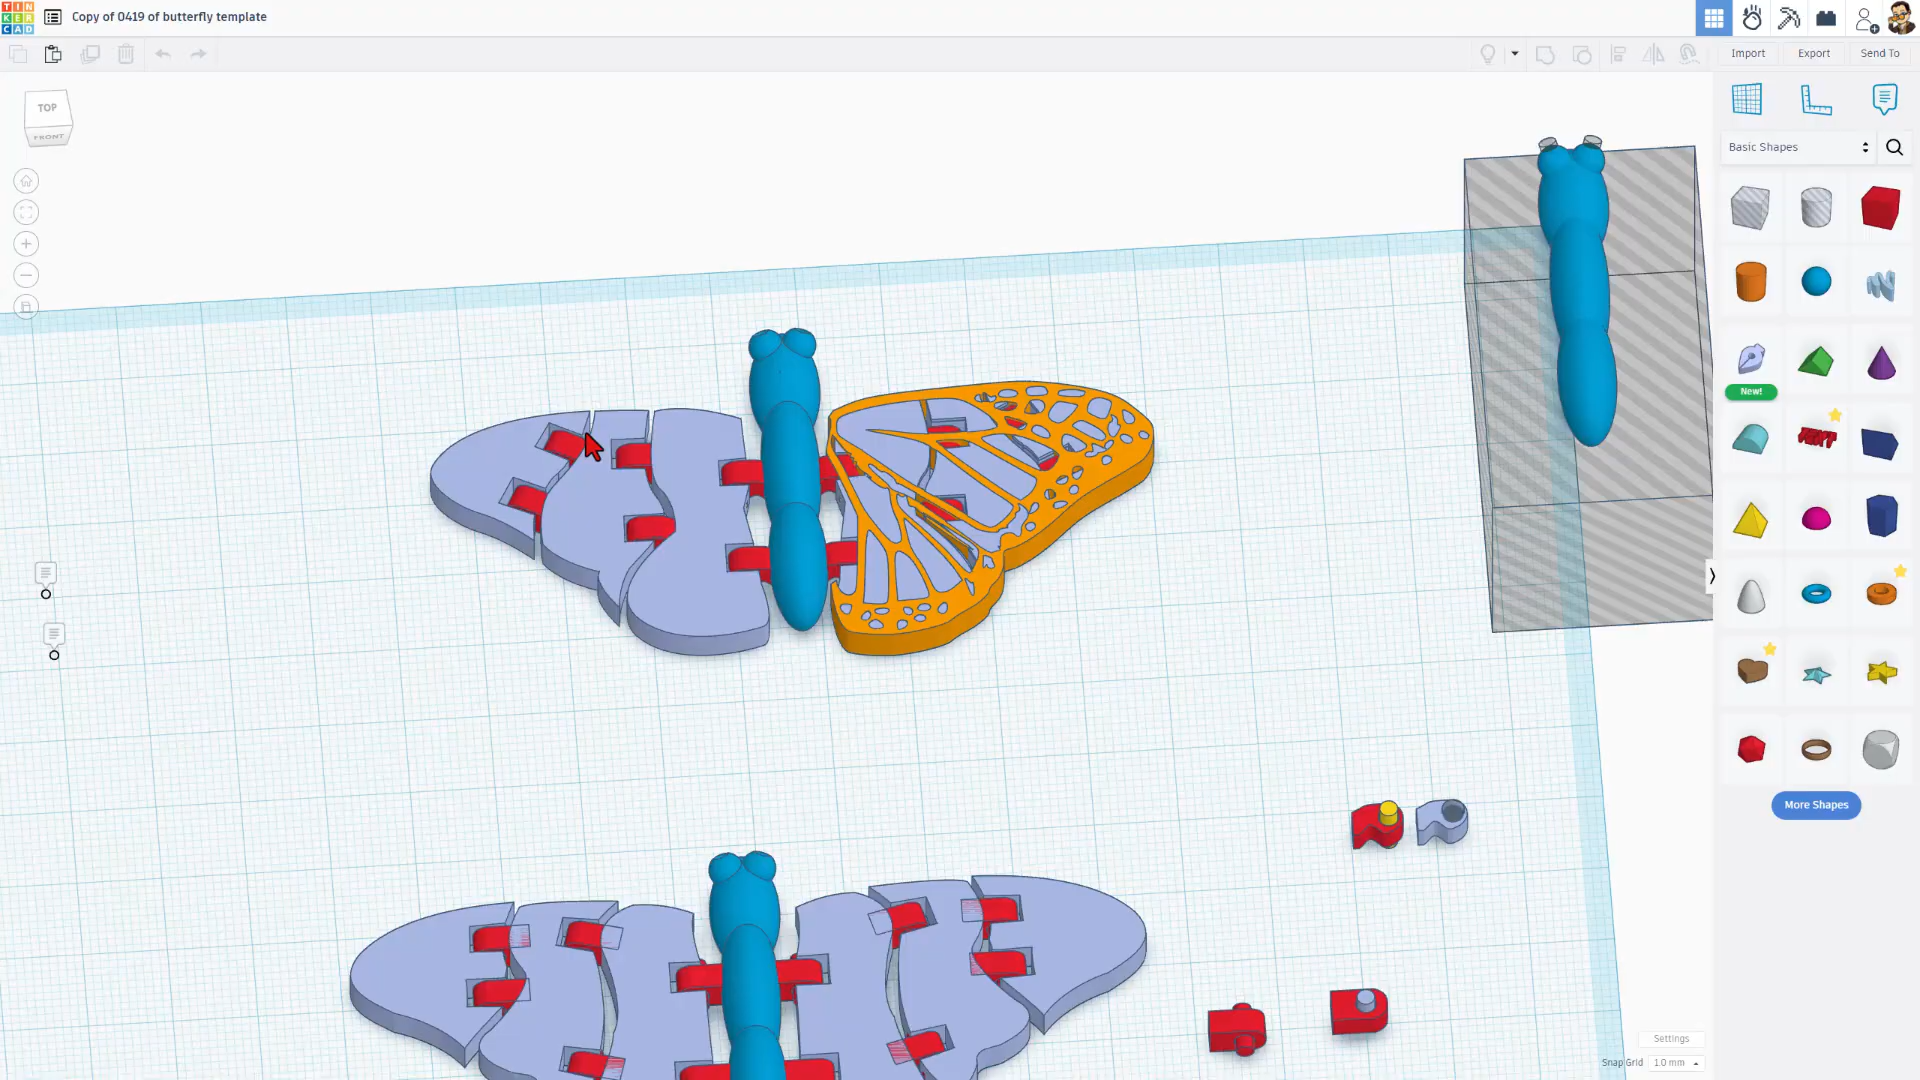 TIN
KER
CAD
Copy of 0419 of butterfly template
Import
Export
Send To
TOP
FRONT
Basic Shapes
New!
TEXT
More Shapes
Settings
Snap Grid
1.0 mm